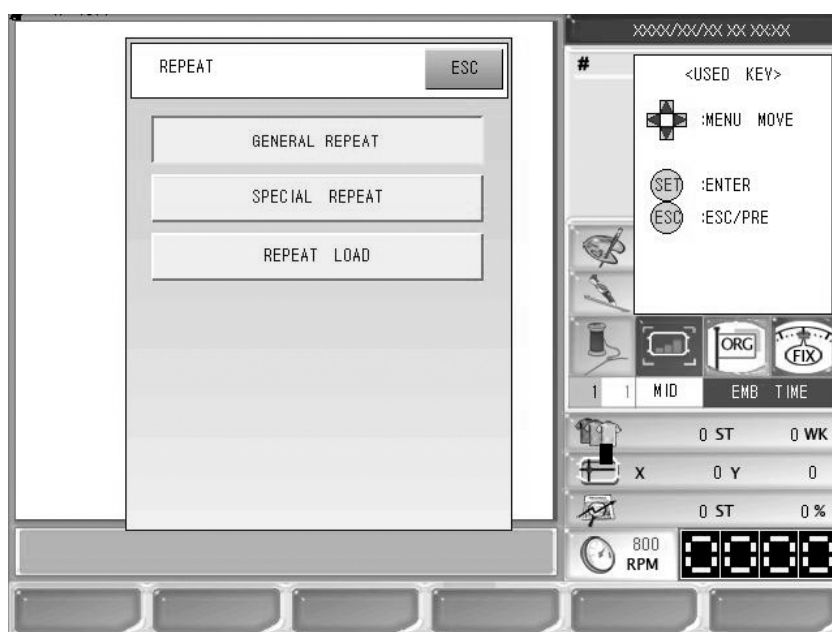 XXXX/XX/XX XX XX:XX
REPEAT
ESC
GENERAL REPEAT
SPECIAL REPEAT
REPEAT LOAD
#
<USED KEY>
:MENU MOVE
SET :ENTER
ESC :ESC/PRE
ORG
FIX
1 1 MID EMB TIME
0 ST 0 WK
X 0 Y 0
0 ST 0 %
800
RPM